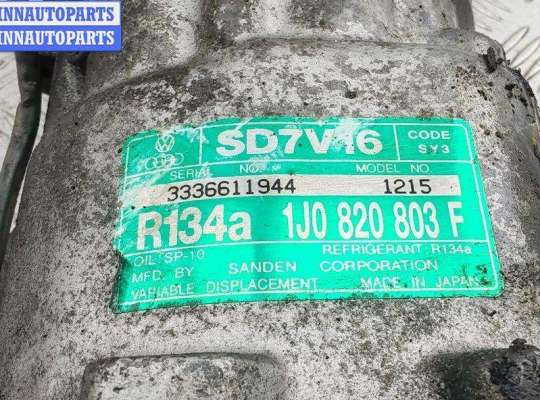 INNAUTOPARTS
INNAUTOPARTS
SD7V16
CODE
SY3
SERIAL NO.
MODEL NO.
3336611944
1215
R134a
1J0 820 803 F
OIL: SP-10
REFRIGERANT R134a
MFD. BY SANDEN CORPORATION
VARIABLE DISPLACEMENT
MADE IN JAPAN